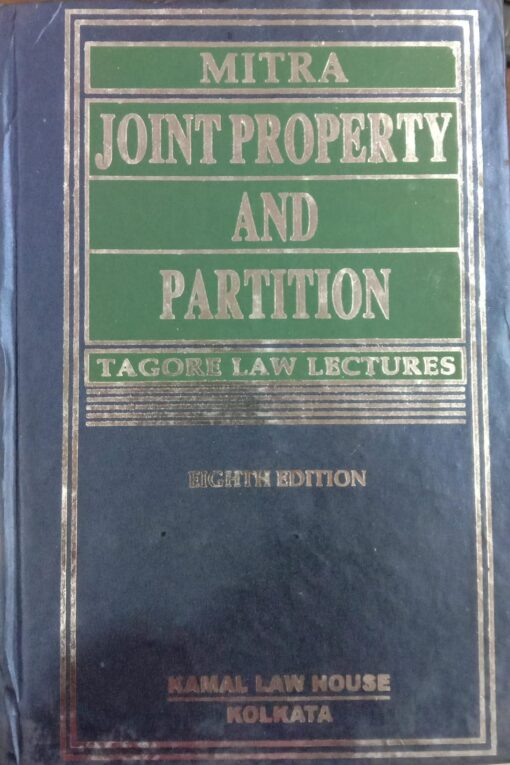 MITRA
JOINT PROPERTY
AND
PARTITION
TAGORE LAW LECTURES
EIGHTH EDITION
KAMAL LAW HOUSE
KOLKATA